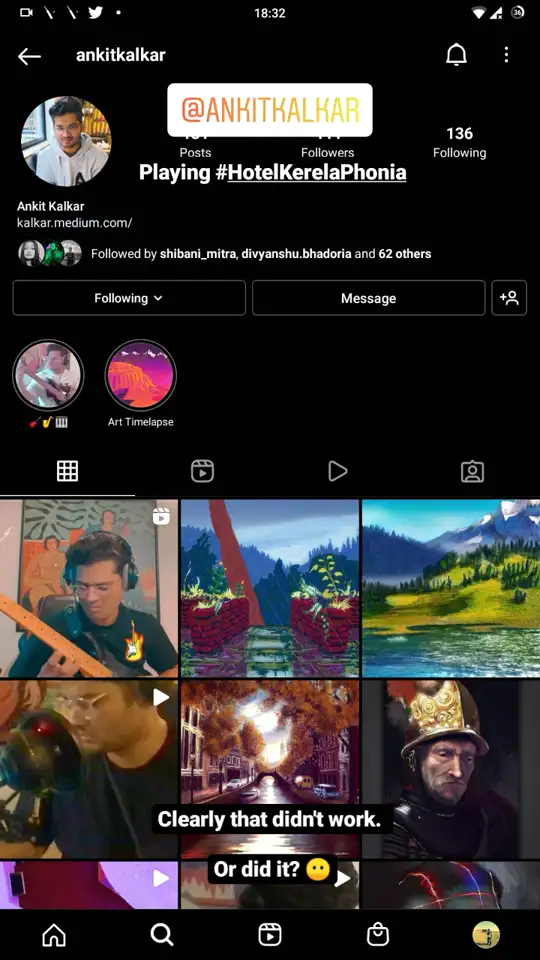 18:32
36
ankitkalkar
@ANKITKALKAR
136
Posts
Followers
Following
Playing #HotelKerelaPhonia
Ankit Kalkar
kalkar.medium.com/
Followed by shibani_mitra, divyanshu.bhadoria and 62 others
Following
Message
Art Timelapse
Clearly that didn't work.
Or did it? 😶